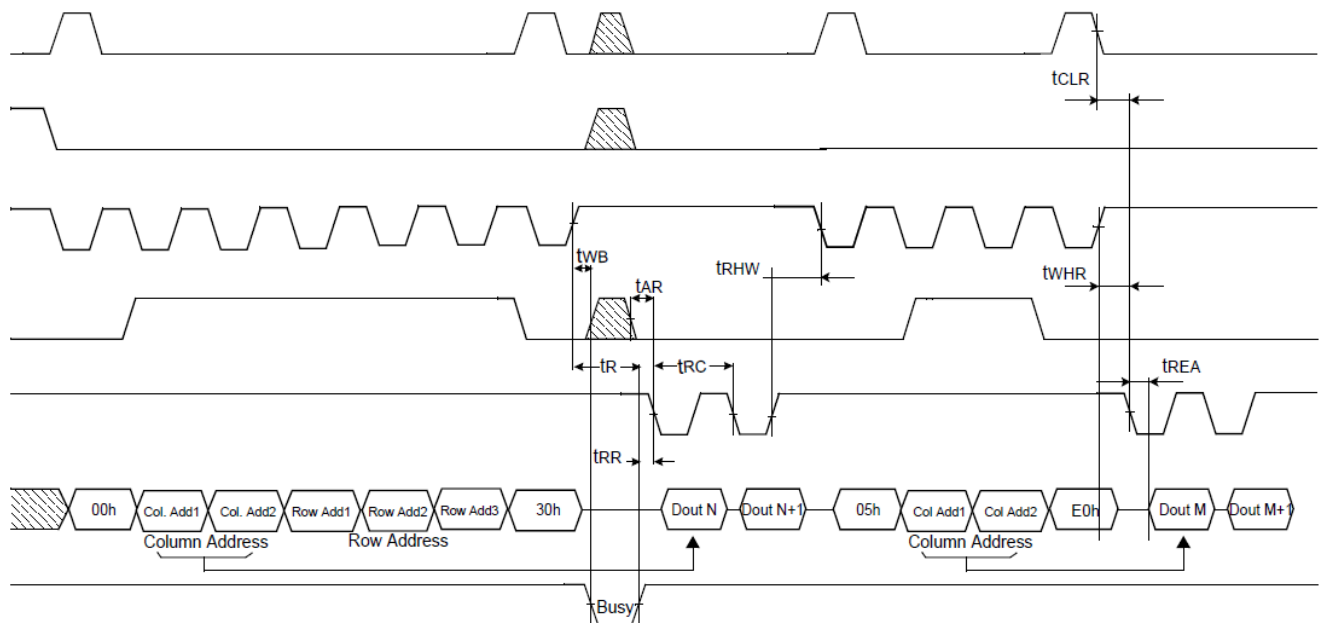 tCLR
tWB
tAR
tRHW
tWHR
tR
tRC
tREA
tRR
00h Col. Add1 Col. Add2 Row Add1 Row Add2 Row Add3 30h Dout N Dout N+1 05h Col Add1 Col Add2 E0h Dout M Dout M+1
Column Address Row Address Column Address
Busy